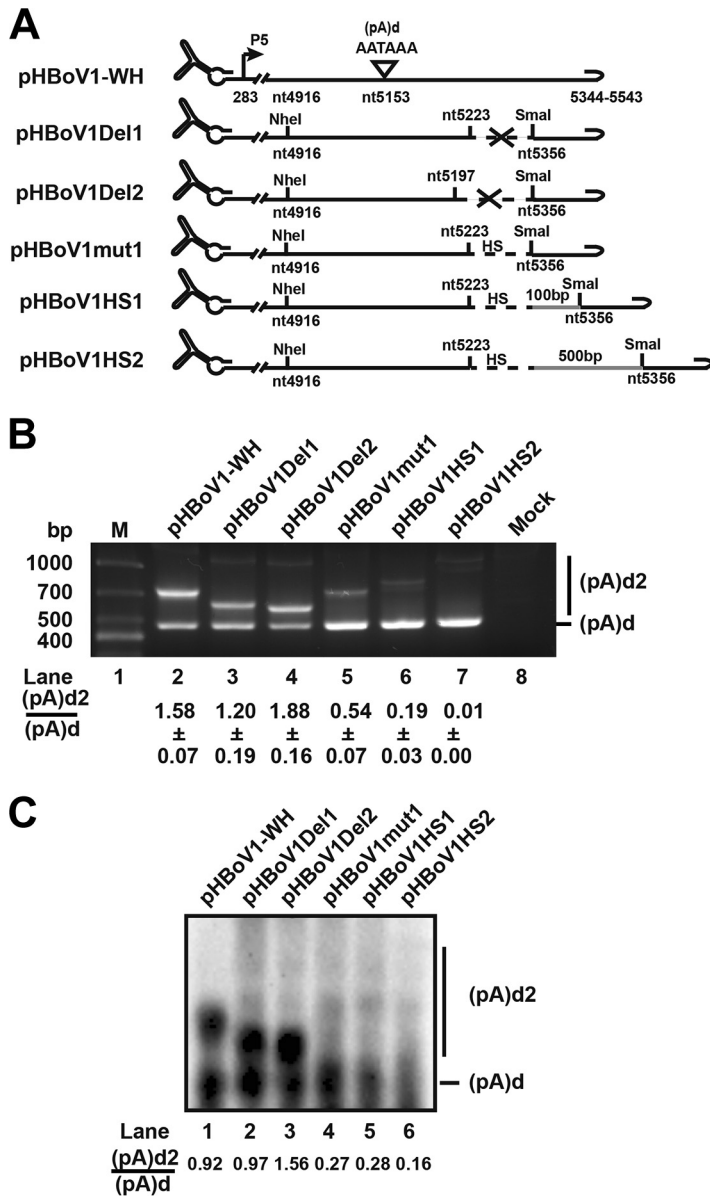 A
(pA)d
P5 AATAAA
pHBoV1-WH
283 nt4916 nt5153 5344-5543
NheI nt5223 SmaI
pHBoV1Del1
nt4916 nt5356
NheI nt5197 SmaI
pHBoV1Del2
nt4916 nt5356
NheI nt5223 HS SmaI
pHBoV1mut1
nt4916 nt5356
NheI nt5223 HS 100bp SmaI
pHBoV1HS1
nt4916 nt5356
NheI nt5223 HS 500bp SmaI
pHBoV1HS2
nt4916 nt5356
B
pHBoV1-WH
pHBoV1Del1
pHBoV1Del2
pHBoV1mut1
pHBoV1HS1
pHBoV1HS2
Mock
bp M
1000
700
500
400
(pA)d2
(pA)d
Lane 1 2 3 4 5 6 7 8
(pA)d2
(pA)d
1.58 1.20 1.88 0.54 0.19 0.01
± ± ± ± ± ±
0.07 0.19 0.16 0.07 0.03 0.00
C
pHBoV1-WH
pHBoV1Del1
pHBoV1Del2
pHBoV1mut1
pHBoV1HS1
pHBoV1HS2
(pA)d2
(pA)d
Lane 1 2 3 4 5 6
(pA)d2
(pA)d
0.92 0.97 1.56 0.27 0.28 0.16